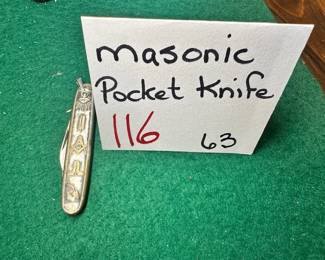 masonic
Pocket Knife
116 63